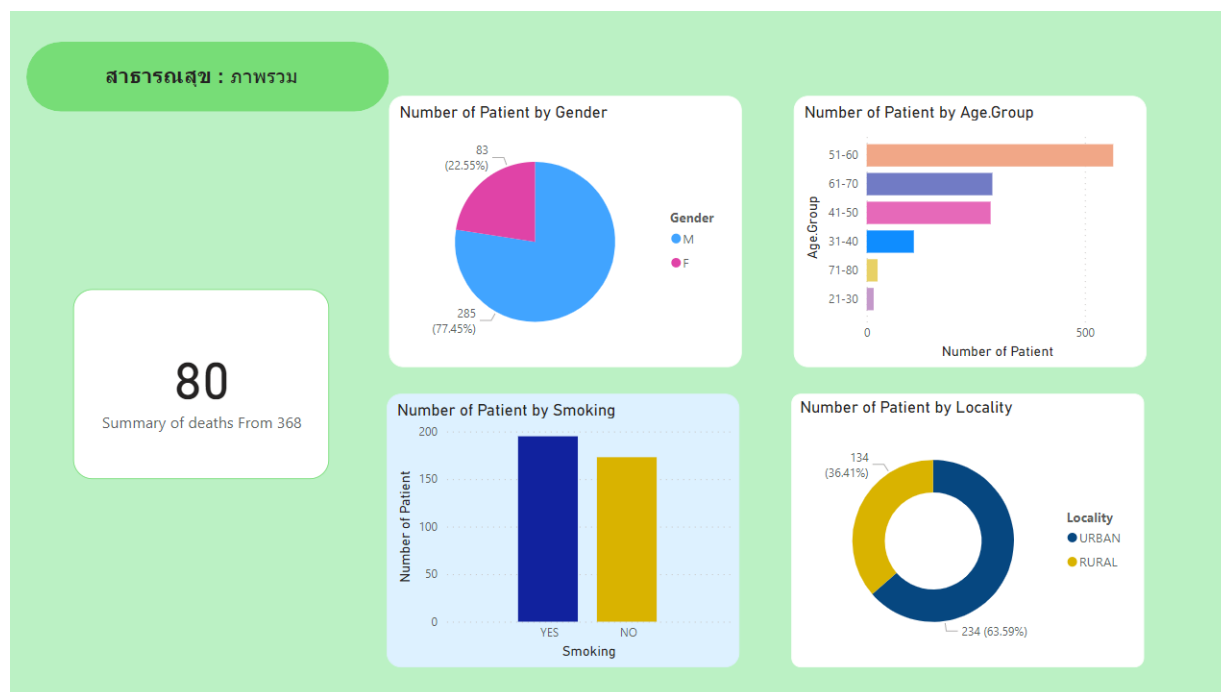 สาธารณสุข : ภาพรวม
80
Summary of deaths From 368
Number of Patient by Gender
83
(22.55%)
285
(77.45%)
Gender
M
F
Number of Patient by Age.Group
Age.Group
51-60
61-70
41-50
31-40
71-80
21-30
0
500
Number of Patient
Number of Patient by Smoking
Number of Patient
200
150
100
50
0
YES
NO
Smoking
Number of Patient by Locality
134
(36.41%)
234 (63.59%)
Locality
URBAN
RURAL